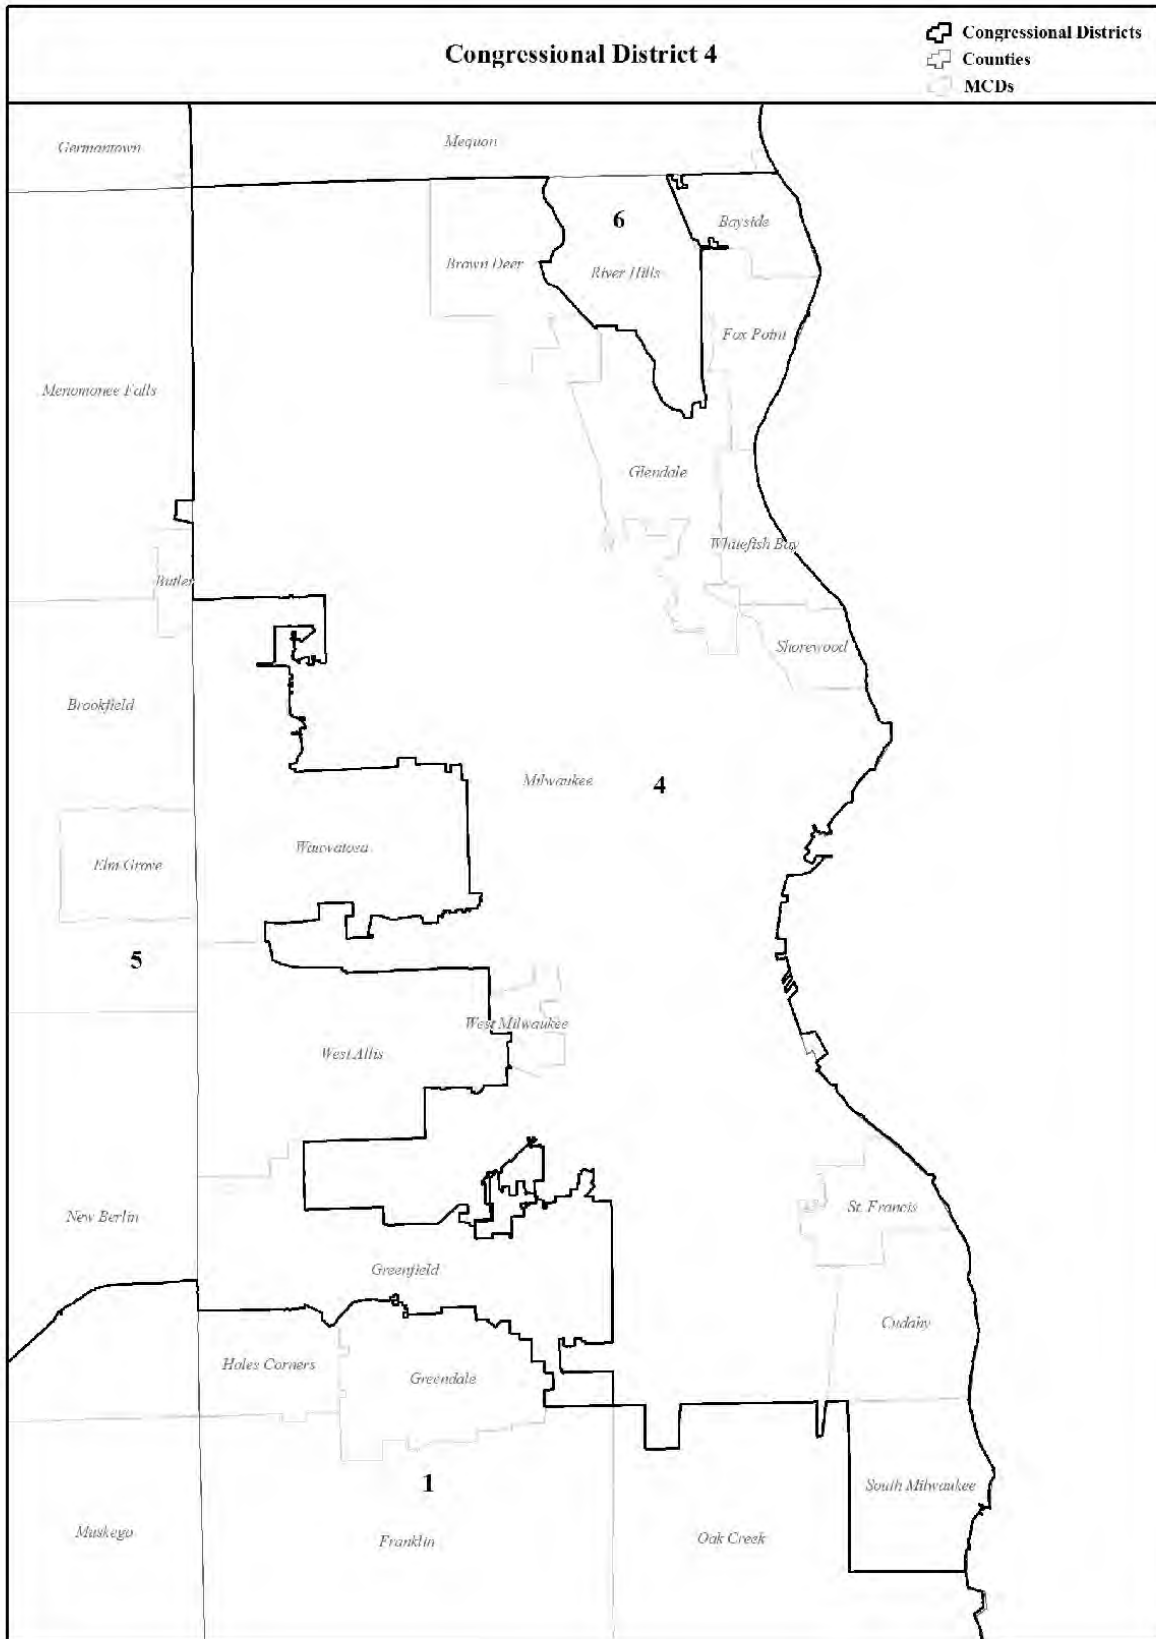 Congressional District 4
Congressional Districts
Counties
MCDs
Germantown
Mequon
6
Bayside
Brown Deer
River Hills
Fox Point
Menomonee Falls
Glendale
Whitefish Bay
Butler
Shorewood
Brookfield
Milwaukee
4
Wauwatosa
Elm Grove
5
West Milwaukee
West Allis
New Berlin
St. Francis
Greenfield
Cudahy
Hales Corners
Greendale
1
South Milwaukee
Muskego
Franklin
Oak Creek